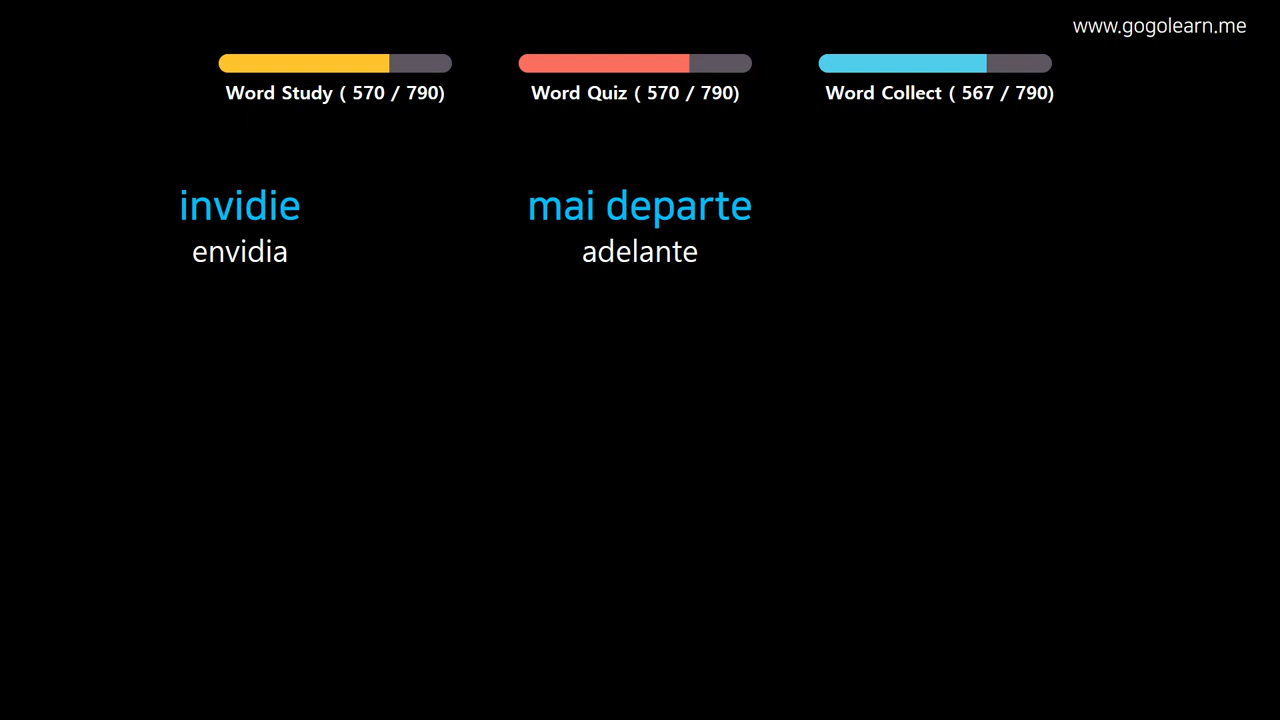 www.gogolearn.me
Word Study ( 570 / 790)
Word Quiz ( 570 / 790)
Word Collect ( 567 / 790)
invidie
envidia
mai departe
adelante